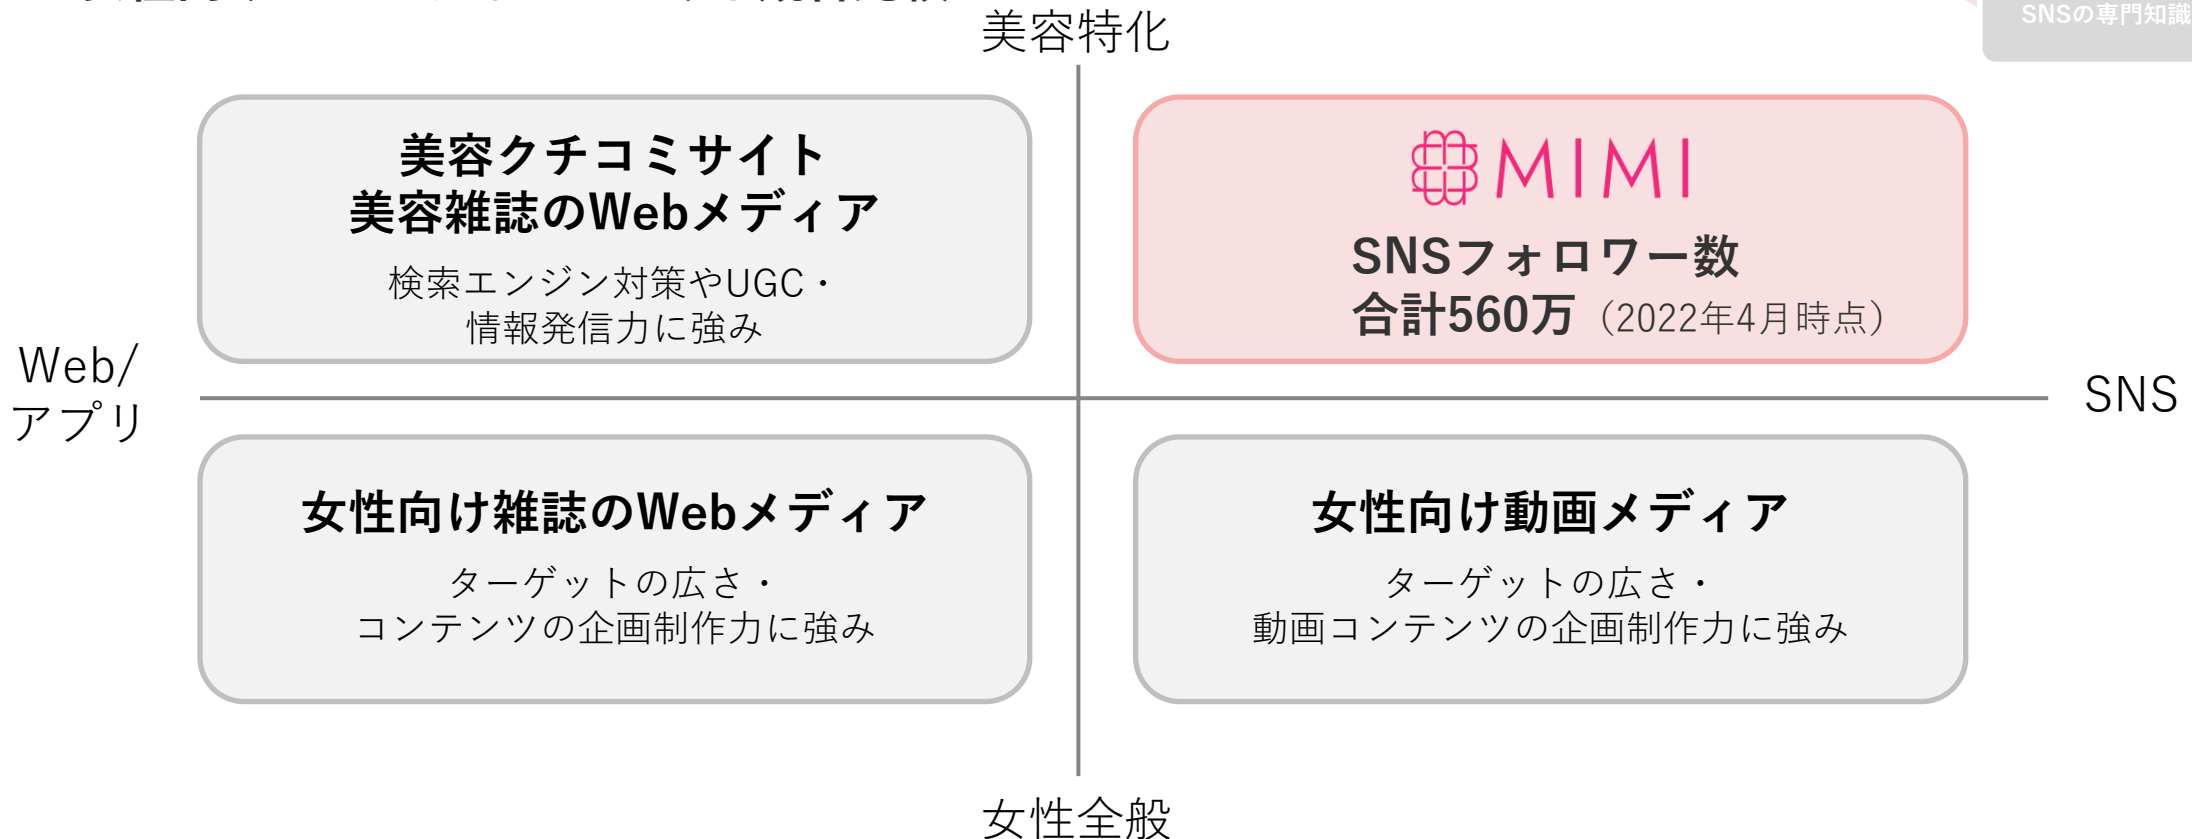 SNSの専門知識
美容特化
美容クチコミサイト
美容雑誌のWebメディア
検索エンジン対策やUGC・
情報発信力に強み
MIMI
SNSフォロワー数
合計560万（2022年4月時点）
Web/
アプリ
SNS
女性向け雑誌のWebメディア
ターゲットの広さ・
コンテンツの企画制作力に強み
女性向け動画メディア
ターゲットの広さ・
動画コンテンツの企画制作力に強み
女性全般